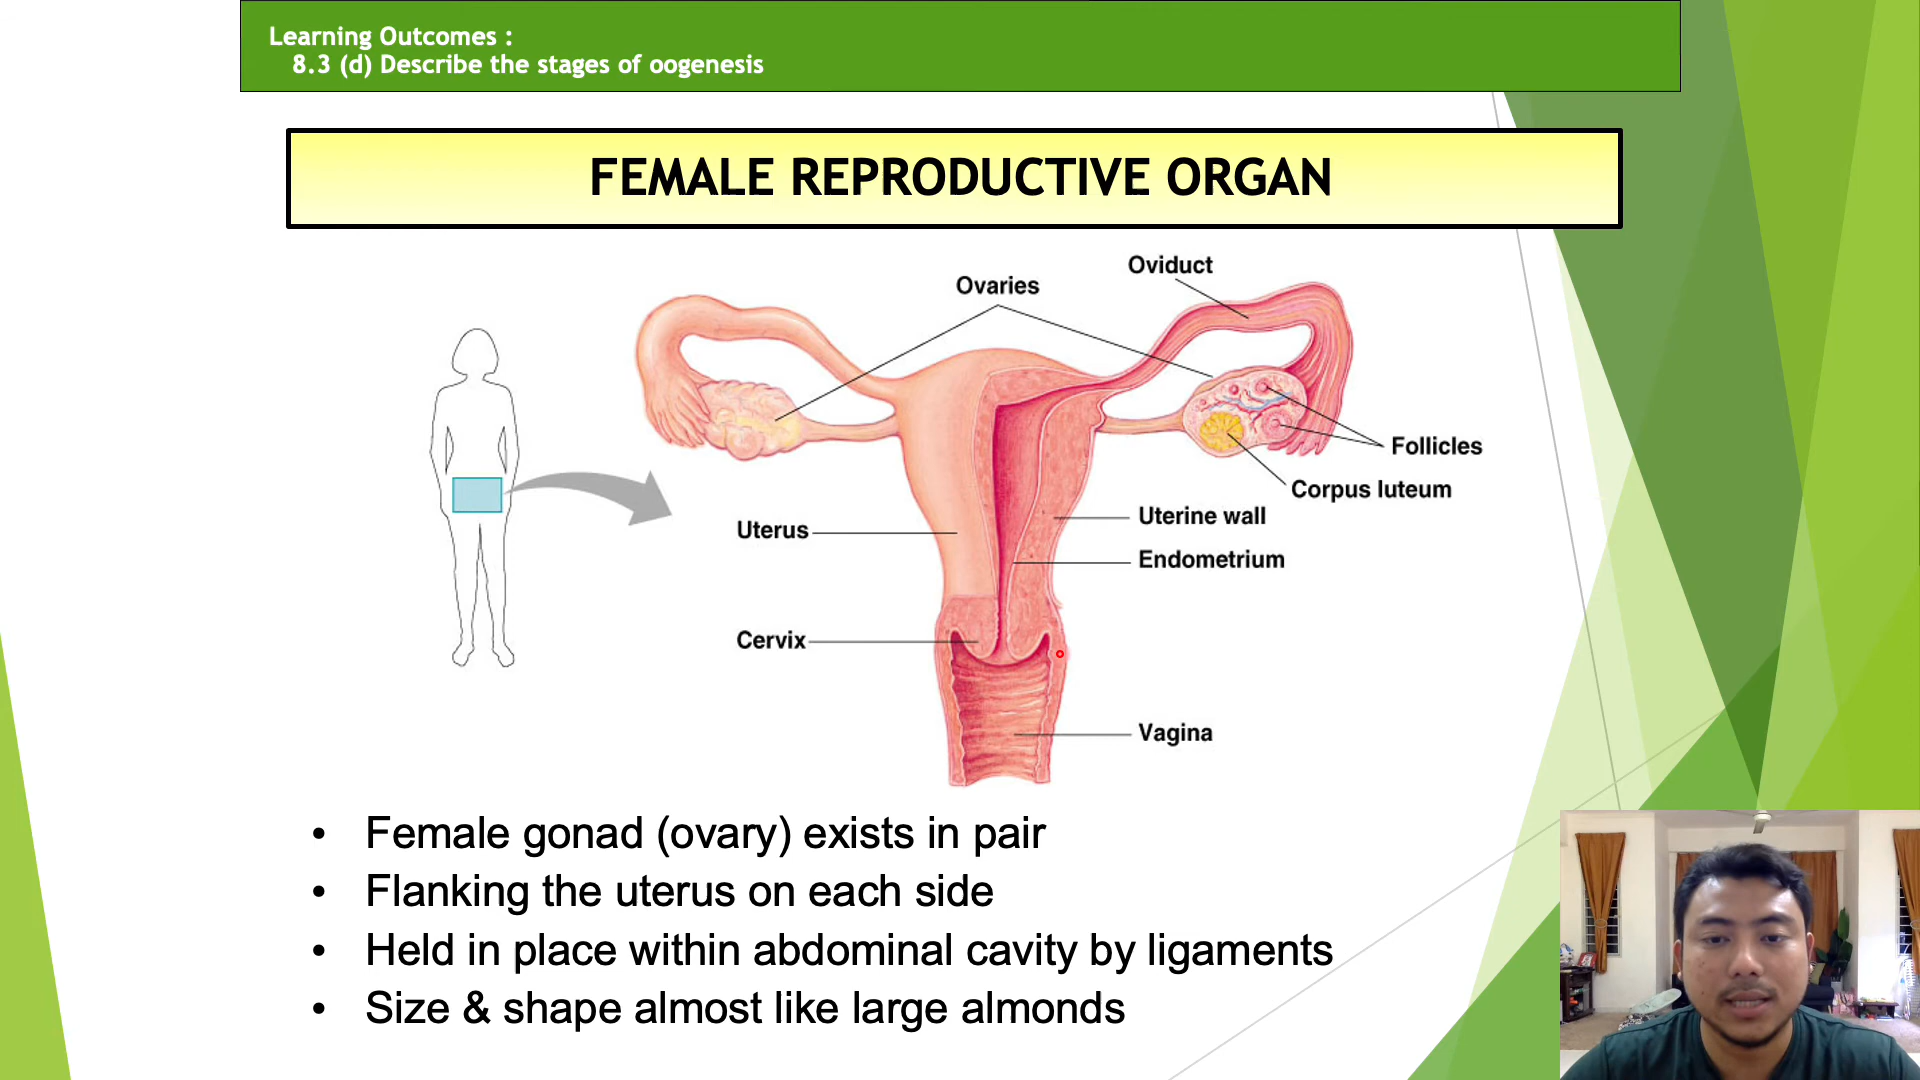 Learning Outcomes :
8.3 (d) Describe the stages of oogenesis
FEMALE REPRODUCTIVE ORGAN
Oviduct
Ovaries
Follicles
Corpus luteum
Uterus
Uterine wall
Endometrium
Cervix
Vagina
• Female gonad (ovary) exists in pair
• Flanking the uterus on each side
• Held in place within abdominal cavity by ligaments
• Size & shape almost like large almonds